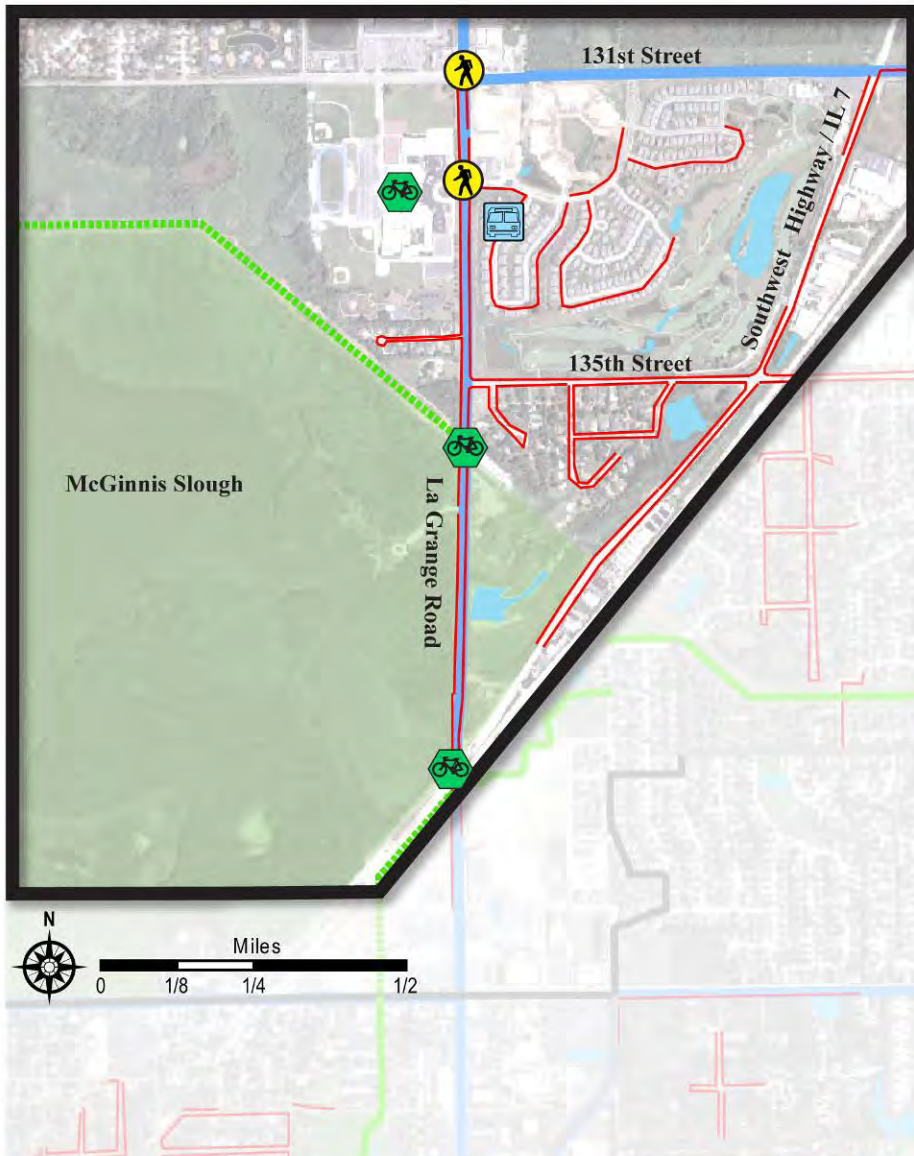 131st Street
Southwest Highway / IL 7
135th Street
McGinnis Slough
La Grange Road
N
Miles
0 1/8 1/4 1/2